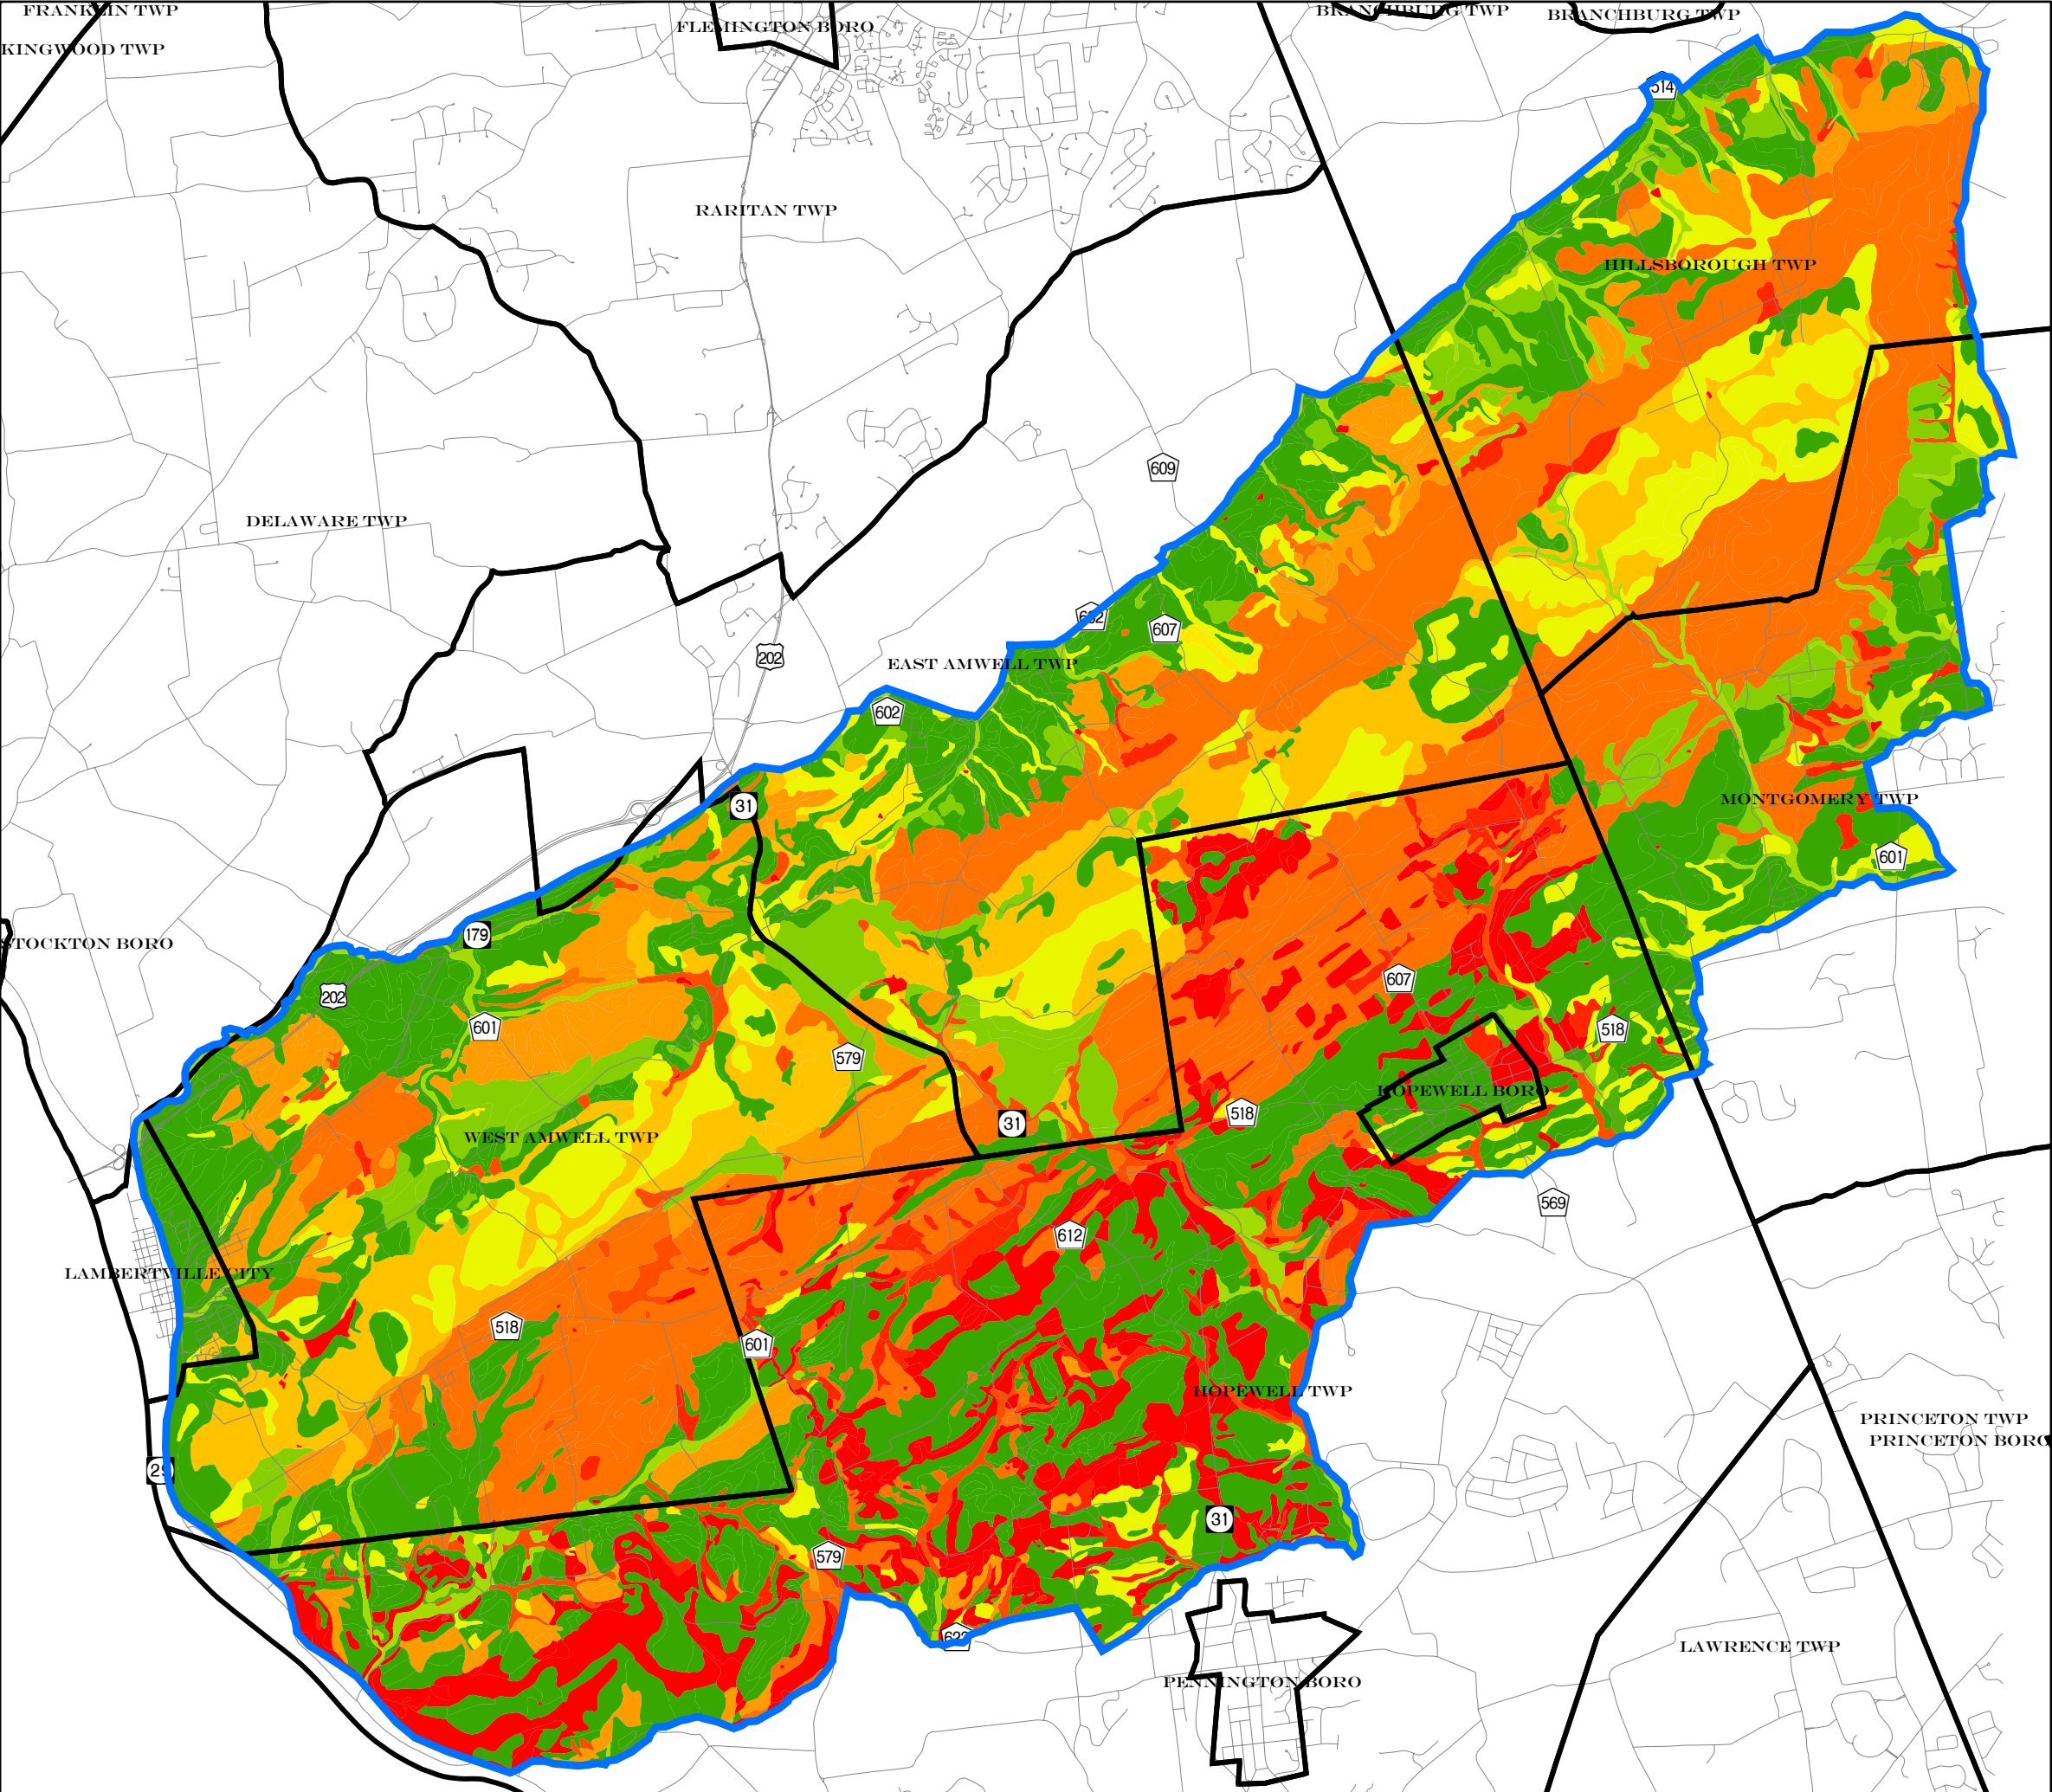 FRANKLIN TWP
BRANCHBURG TWP
BRANCHBURG TWP
FLEMINGTON BORO
KINGWOOD TWP
514
RARITAN TWP
HILLSBOROUGH TWP
609
DELAWARE TWP
602
607
202
EAST AMWELL TWP
602
MONTGOMERY TWP
31
601
179
STOCKTON BORO
607
202
601
518
579
HOPEWELL BORO
518
31
WEST AMWELL TWP
569
612
LAMBERTVILLE CITY
518
601
HOPEWELL TWP
PRINCETON TWP
PRINCETON BORO
29
31
579
LAWRENCE TWP
PENNINGTON BORO